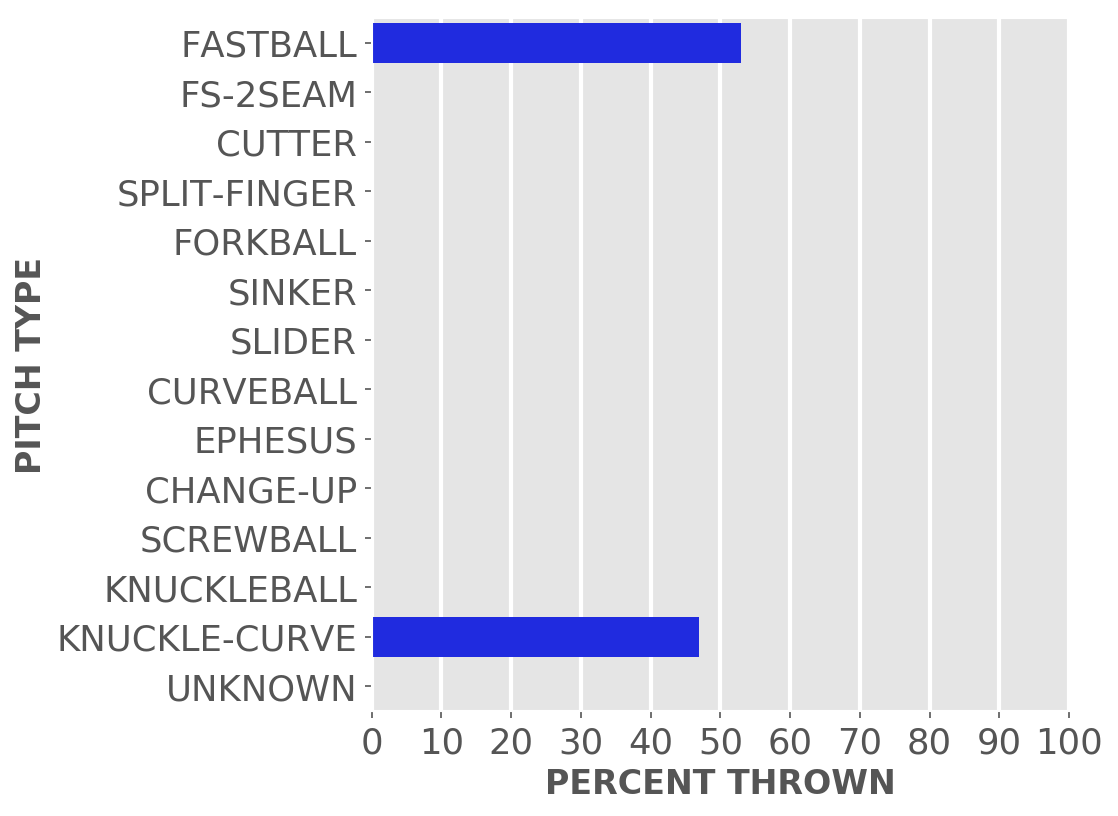 PITCH TYPE
FASTBALL
FS-2SEAM
CUTTER
SPLIT-FINGER
FORKBALL
SINKER
SLIDER
CURVEBALL
EPHESUS
CHANGE-UP
SCREWBALL
KNUCKLEBALL
KNUCKLE-CURVE
UNKNOWN
0 10 20 30 40 50 60 70 80 90 100
PERCENT THROWN